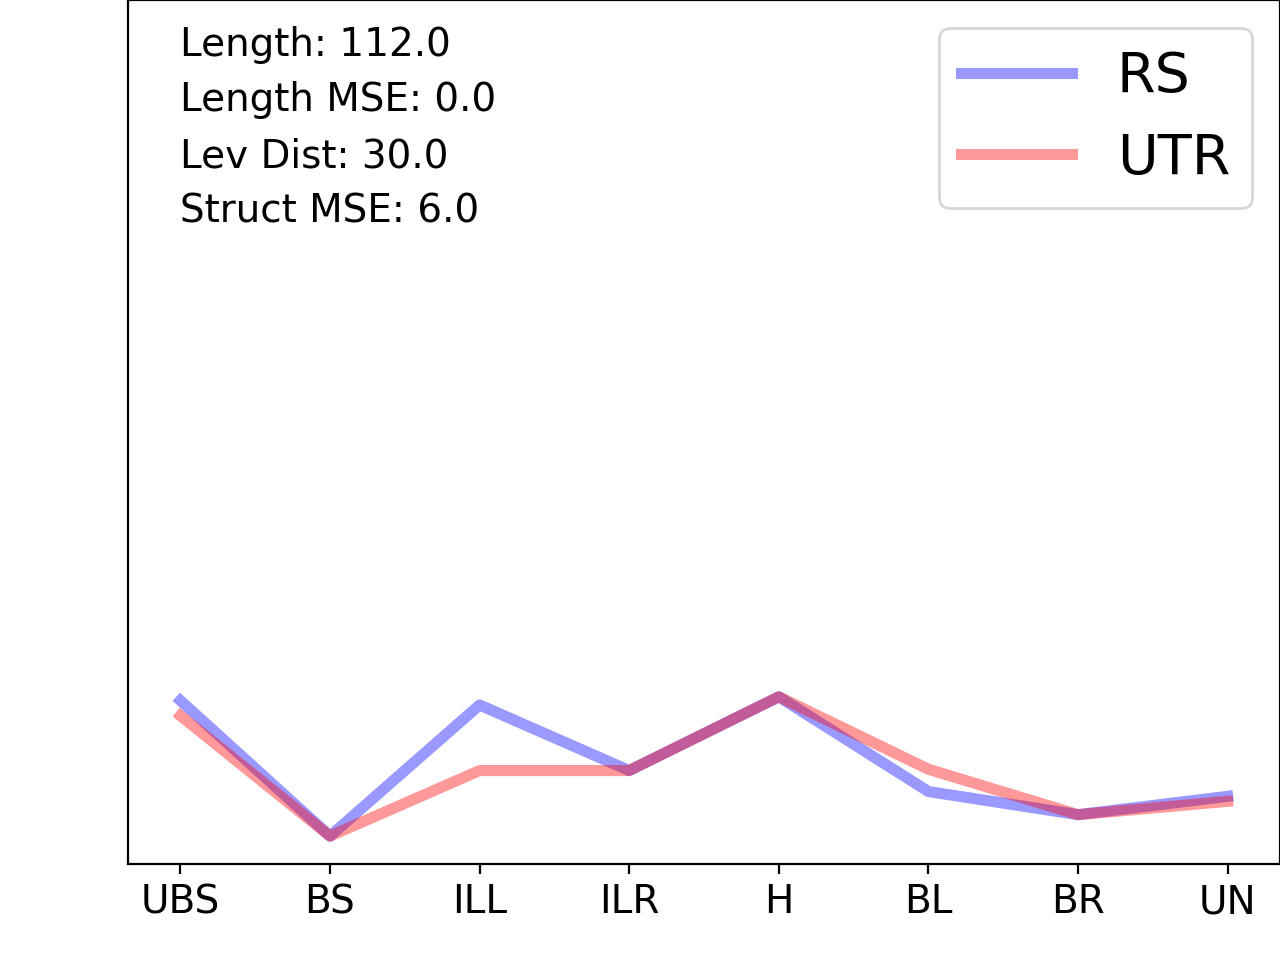 Length: 112.0
Length MSE: 0.0
Lev Dist: 30.0
Struct MSE: 6.0
RS
UTR
UBS BS ILL ILR H BL BR UN